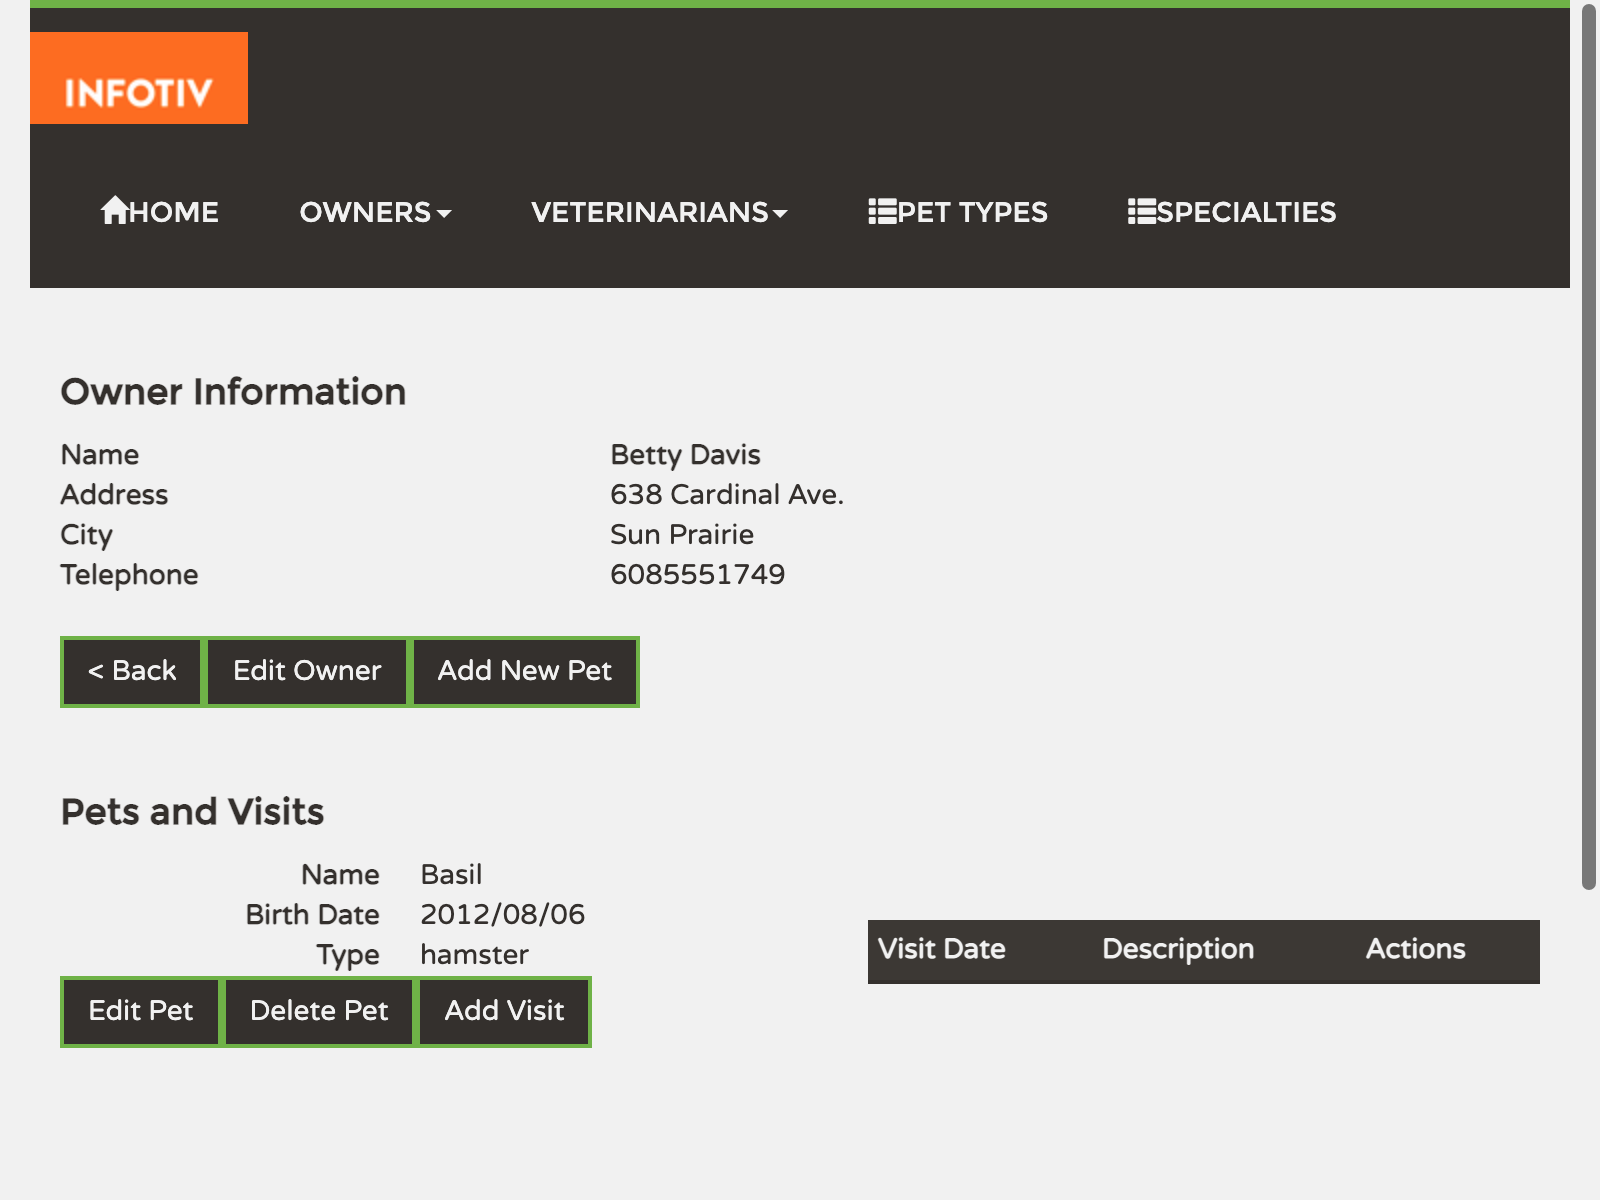 INFOTIV
HOME OWNERS VETERINARIANS PET TYPES SPECIALTIES
Owner Information
Name Betty Davis
Address 638 Cardinal Ave.
City Sun Prairie
Telephone 6085551749
< Back Edit Owner Add New Pet
Pets and Visits
Name Basil
Birth Date 2012/08/06
Type hamster
Visit Date Description Actions
Edit Pet Delete Pet Add Visit